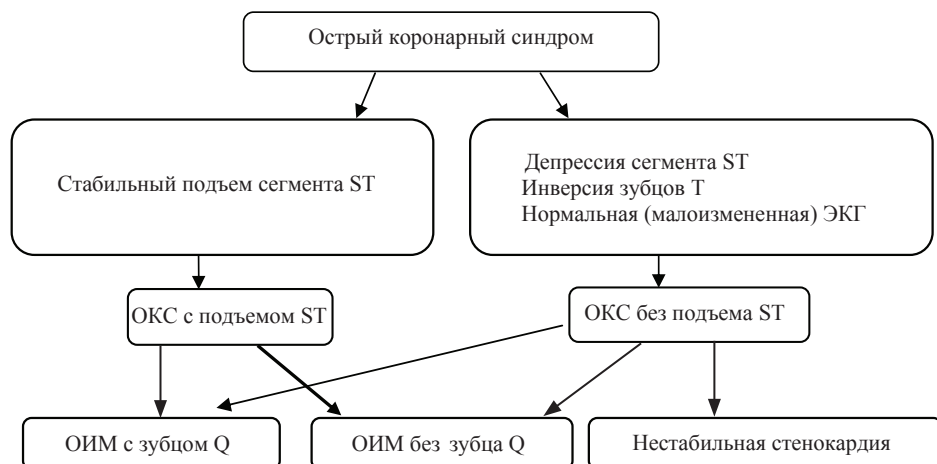 Острый коронарный синдром
Стабильный подъем сегмента ST
Депрессия сегмента ST
Инверсия зубцов Т
Нормальная (малоизмененная) ЭКГ
ОКС с подъемом ST
ОКС без подъема ST
ОИМ с зубцом Q
ОИМ без зубца Q
Нестабильная стенокардия